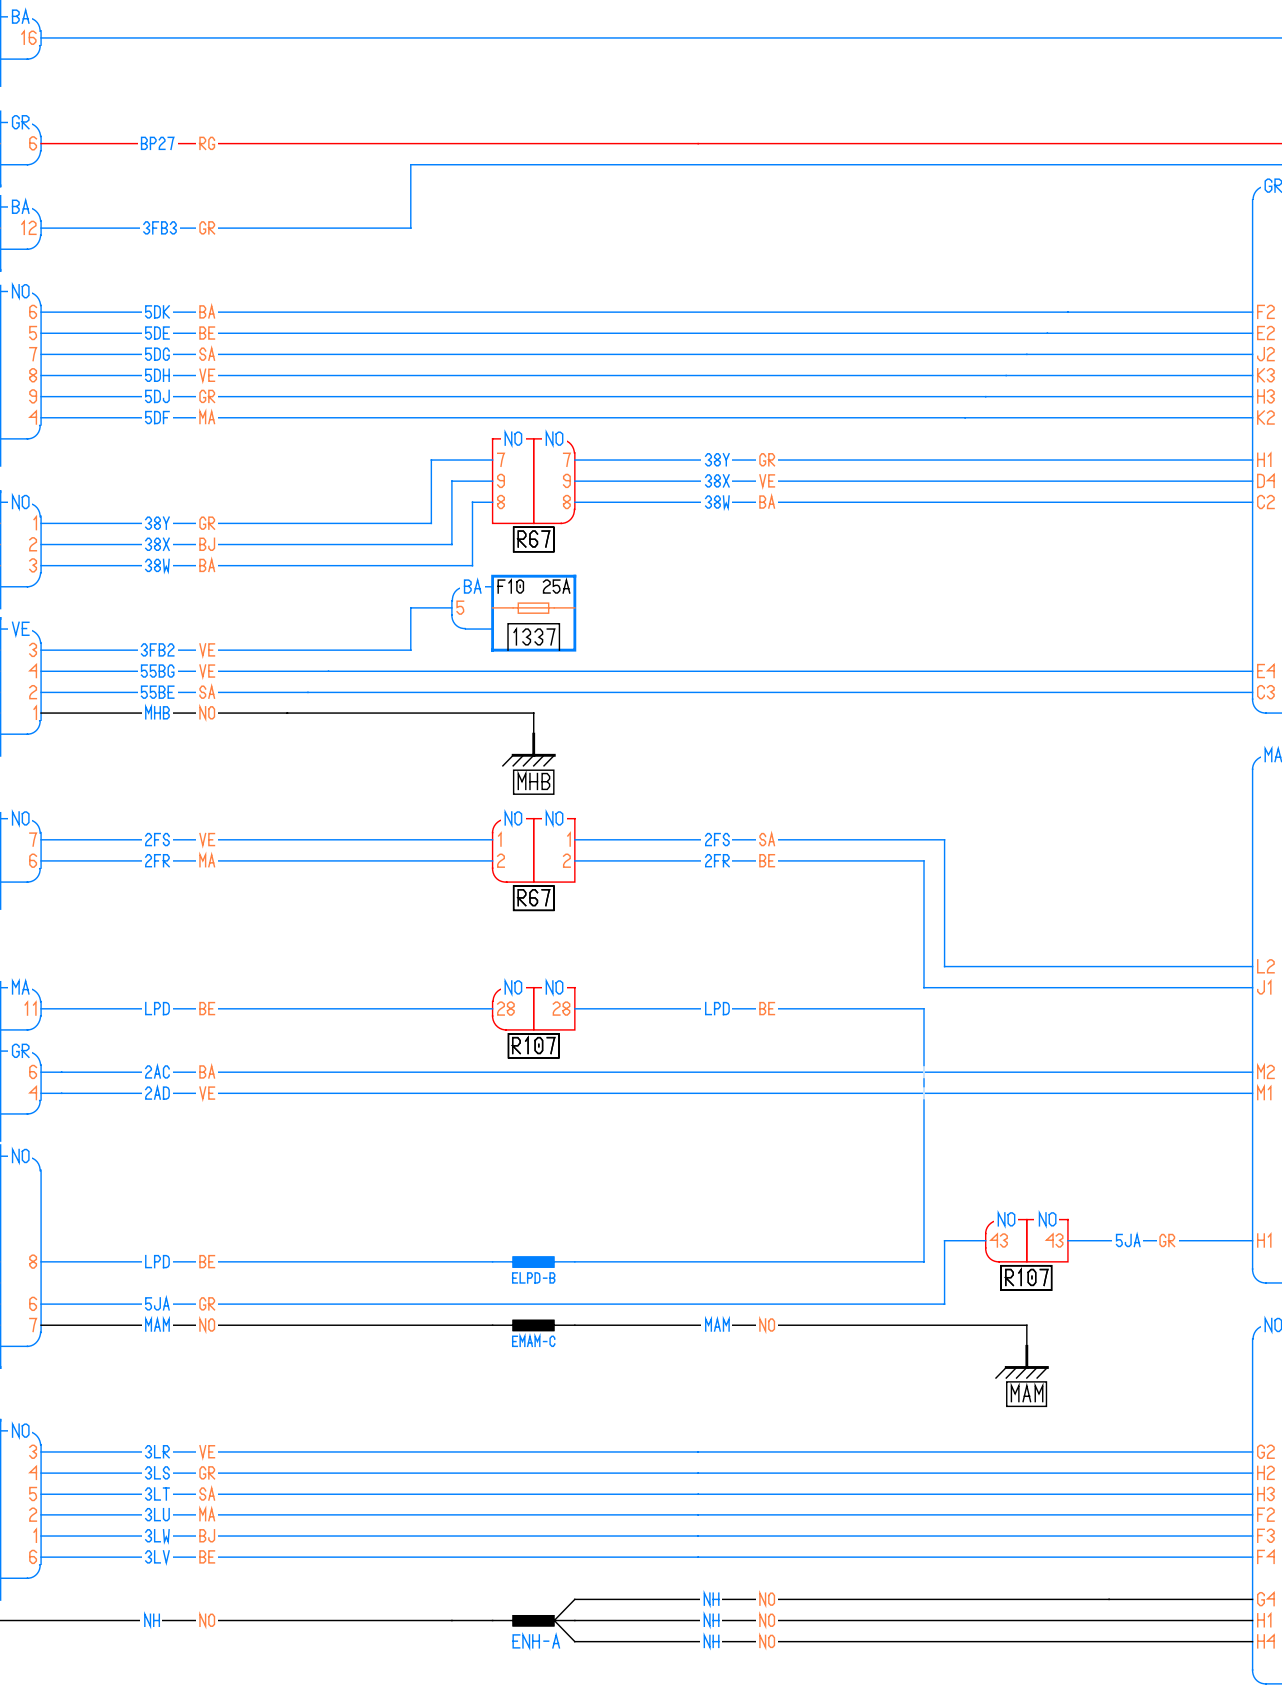 BA
16
GR
6 BP27 RG
GR
BA
12 3FB3 GR
NO
6 5DK BA F2
5 5DE BE E2
7 5DG SA J2
8 5DH VE K3
9 5DJ GR H3
4 5DF MA K2
NO NO
7 7 38Y GR H1
9 9 38X VE D4
8 8 38W BA C2
NO
1 38Y GR
R67
2 38X BJ
3 38W BA
BA F10 25A
5
1337
VE
3 3FB2 VE
4 55BG VE E4
2 55BE SA C3
1 MHB NO
MHB
MA
NO NO NO
7 2FS VE 1 1 2FS SA
6 2FR MA 2 2 2FR BE
R67
L2
J1
MA NO NO
11 LPD BE 28 28 LPD BE
R107
GR
6 2AC BA M2
4 2AD VE M1
NO
NO NO
43 43 5JA GR H1
8 LPD BE
ELPD-B
R107
6 5JA GR
7 MAM NO MAM NO
EMAM-C
NO
MAM
NO
3 3LR VE G2
4 3LS GR H2
5 3LT SA H3
2 3LU MA F2
1 3LW BJ F3
6 3LV BE F4
NH NO G4
NH NO NH NO H1
ENH-A NH NO H4